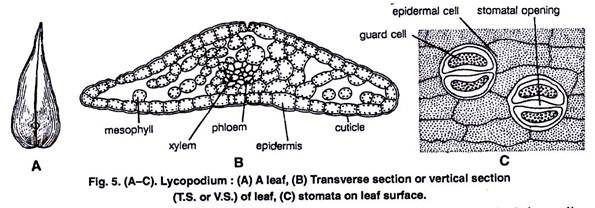 epidermal cell
stomatal opening
guard cell
mesophyll
xylem
phloem
epidermis
cuticle
A
B
C
Fig. 5. (A–C). Lycopodium : (A) A leaf, (B) Transverse section or vertical section
(T.S. or V.S.) of leaf, (C) stomata on leaf surface.